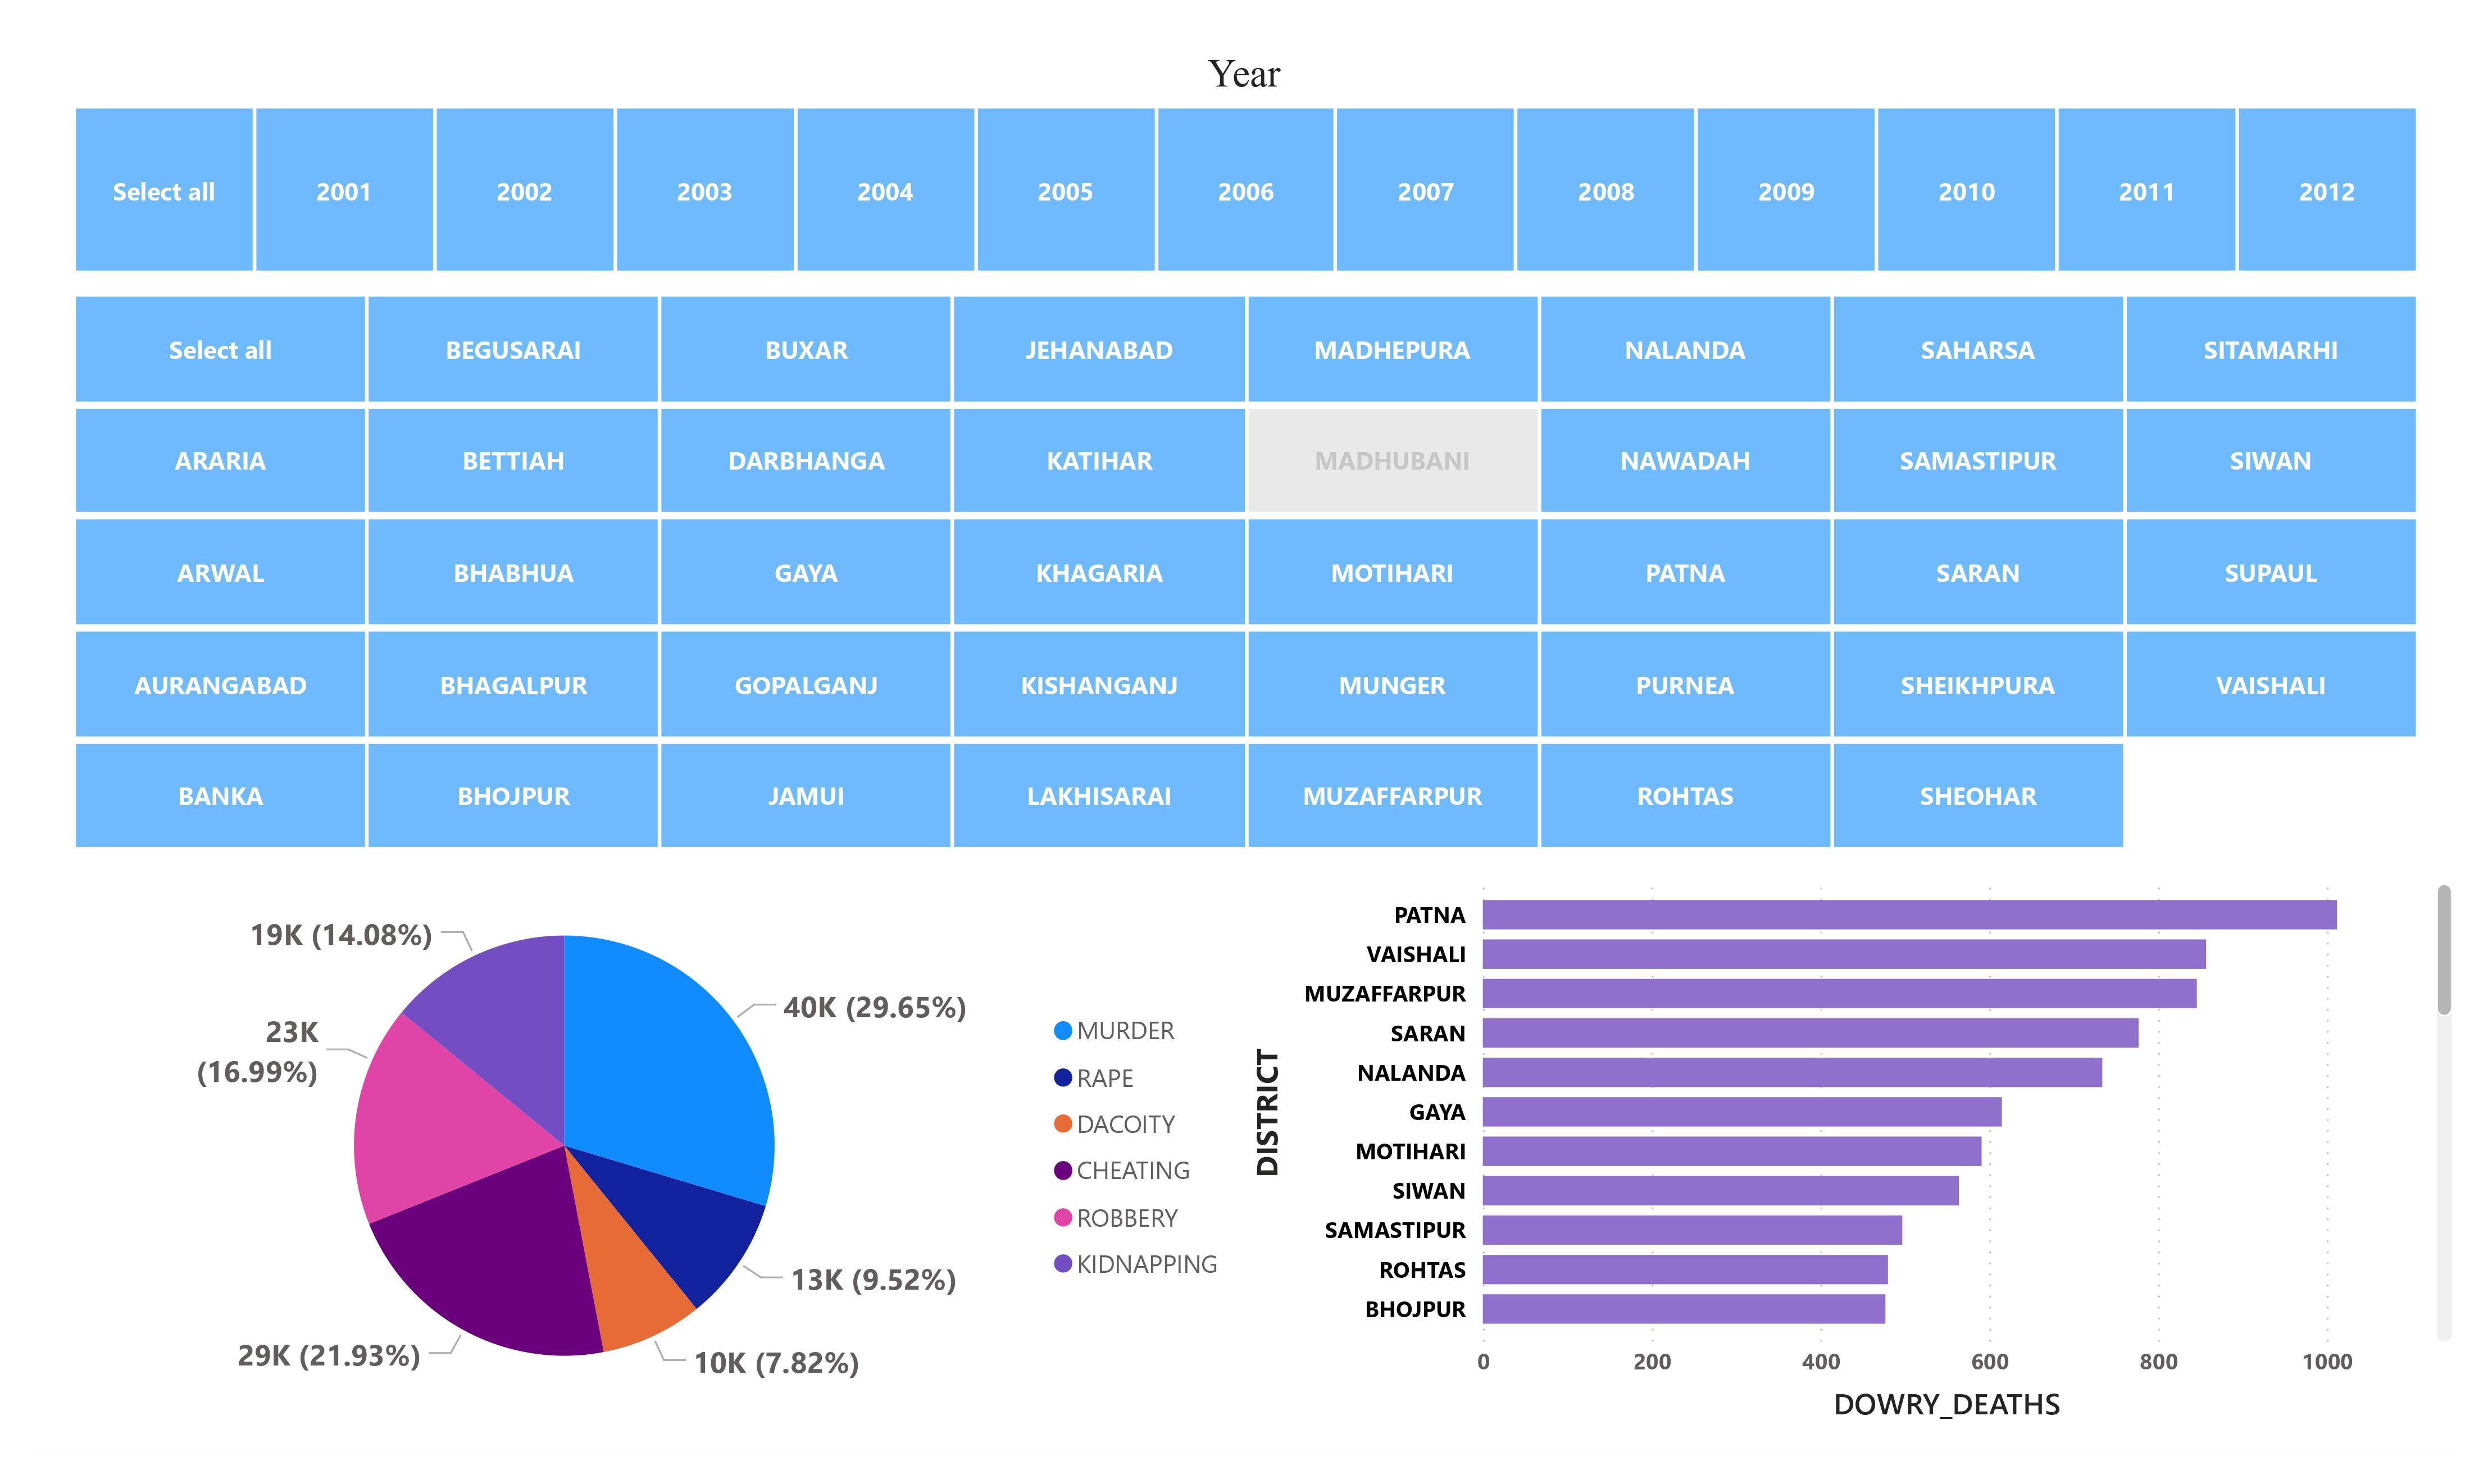 Year
Select all 2001 2002 2003 2004 2005 2006 2007 2008 2009 2010 2011 2012
Select all BEGUSARAI BUXAR JEHANABAD MADHEPURA NALANDA SAHARSA SITAMARHI
ARARIA BETTIAH DARBHANGA KATIHAR MADHUBANI NAWADAH SAMASTIPUR SIWAN
ARWAL BHABHUA GAYA KHAGARIA MOTIHARI PATNA SARAN SUPAUL
AURANGABAD BHAGALPUR GOPALGANJ KISHANGANJ MUNGER PURNEA SHEIKHPURA VAISHALI
BANKA BHOJPUR JAMUI LAKHISARAI MUZAFFARPUR ROHTAS SHEOHAR
19K (14.08%)
40K (29.65%)
23K
(16.99%)
13K (9.52%)
29K (21.93%)
10K (7.82%)
MURDER
RAPE
DACOITY
CHEATING
ROBBERY
KIDNAPPING
DISTRICT
PATNA
VAISHALI
MUZAFFARPUR
SARAN
NALANDA
GAYA
MOTIHARI
SIWAN
SAMASTIPUR
ROHTAS
BHOJPUR
0 200 400 600 800 1000
DOWRY_DEATHS